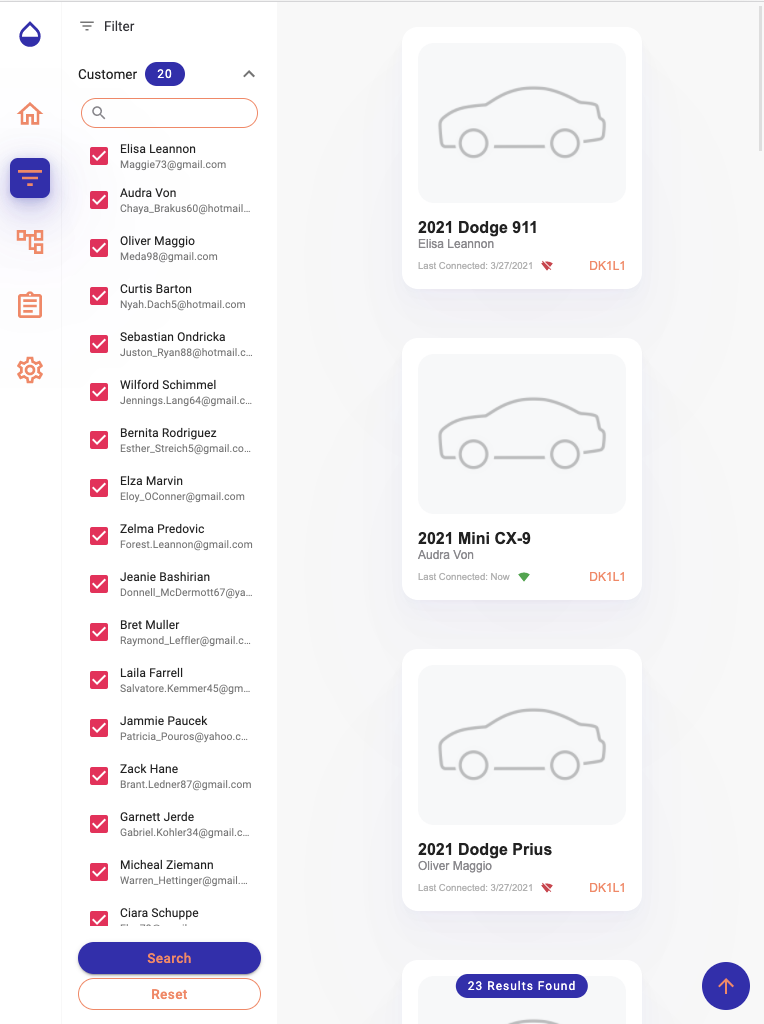 Filter
Customer 20
Elisa Leannon
Maggie73@gmail.com
Audra Von
Chaya_Brakus60@hotmail...
Oliver Maggio
Meda98@gmail.com
Curtis Barton
Nyah.Dach5@hotmail.com
Sebastian Ondricka
Juston_Ryan88@hotmail.c...
Wilford Schimmel
Jennings.Lang64@gmail.c...
Bernita Rodriguez
Esther_Streich5@gmail.co...
Elza Marvin
Eloy_OConner@gmail.com
Zelma Predovic
Forest.Leannon@gmail.com
Jeanie Bashirian
Donnell_McDermott67@ya...
Bret Muller
Raymond_Leffler@gmail.c...
Laila Farrell
Salvatore.Kemmer45@gm...
Jammie Paucek
Patricia_Pouros@yahoo.c...
Zack Hane
Brant.Ledner87@gmail.com
Garnett Jerde
Gabriel.Kohler34@gmail.c...
Micheal Ziemann
Warren_Hettinger@gmail....
Ciara Schuppe
Search
Reset
2021 Dodge 911
Elisa Leannon
Last Connected: 3/27/2021 DK1L1
2021 Mini CX-9
Audra Von
Last Connected: Now DK1L1
2021 Dodge Prius
Oliver Maggio
Last Connected: 3/27/2021 DK1L1
23 Results Found